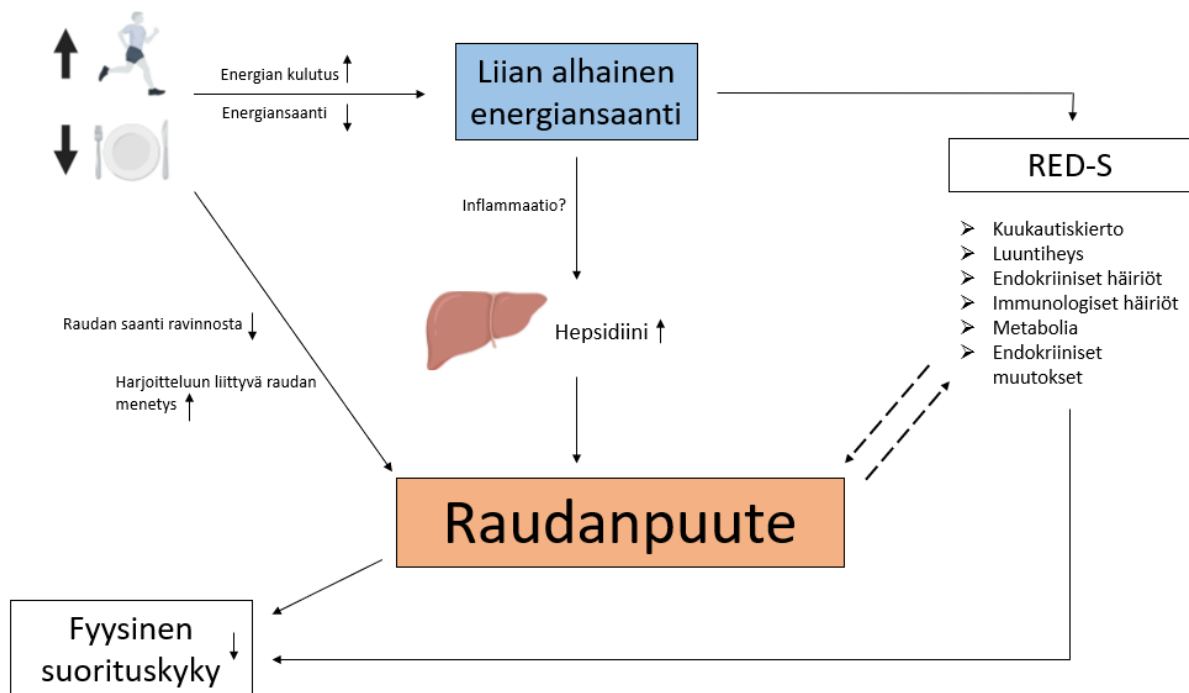 Energian kulutus
Energiansaanti
Liian alhainen
energiansaanti
RED-S
Inflammaatio?
➢ Kuukautiskierto
➢ Luuntiheys
➢ Endokriiniset häiriöt
➢ Immunologiset häiriöt
➢ Metabolia
➢ Endokriiniset
muutokset
Raudan saanti ravinnosta
Hepsidiini
Harjoitteluun liittyvä raudan
menetys
Raudanpuute
Fyysinen
suorituskyky